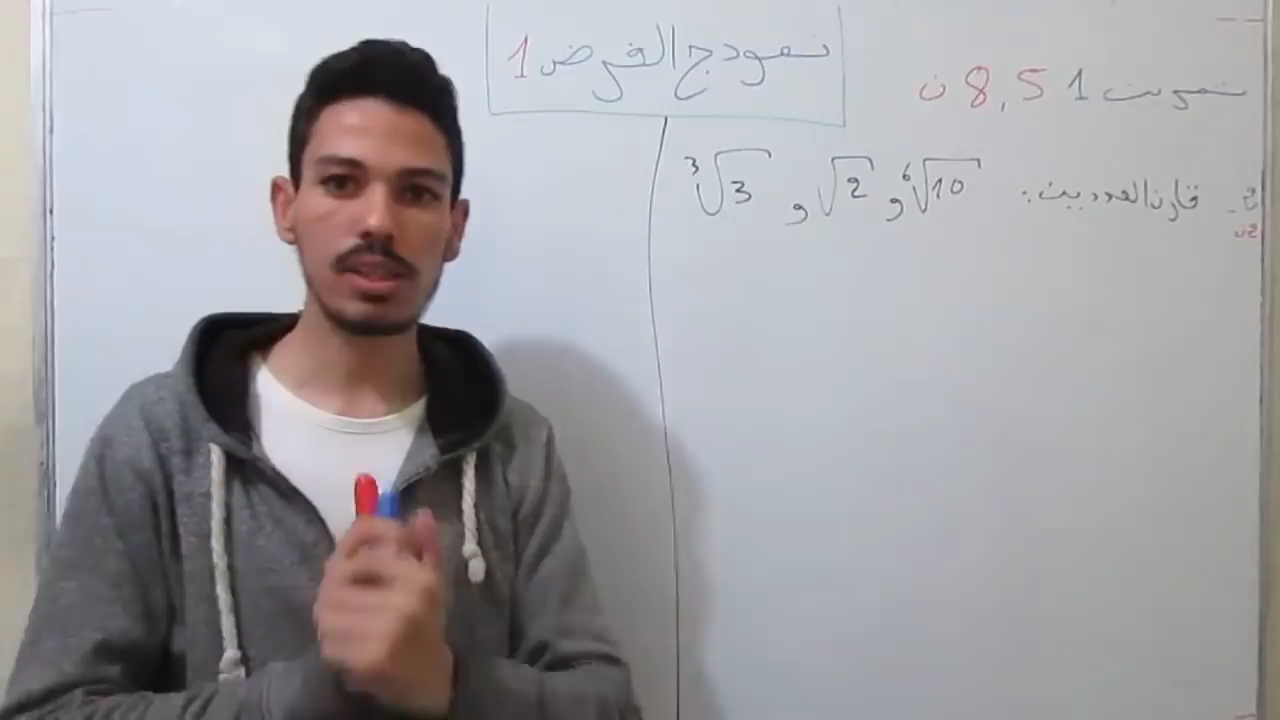 نموذج الفرض 1
تمرين 1 8,5 ن
قارن العددين: ⁶√10 و √2 و ³√3